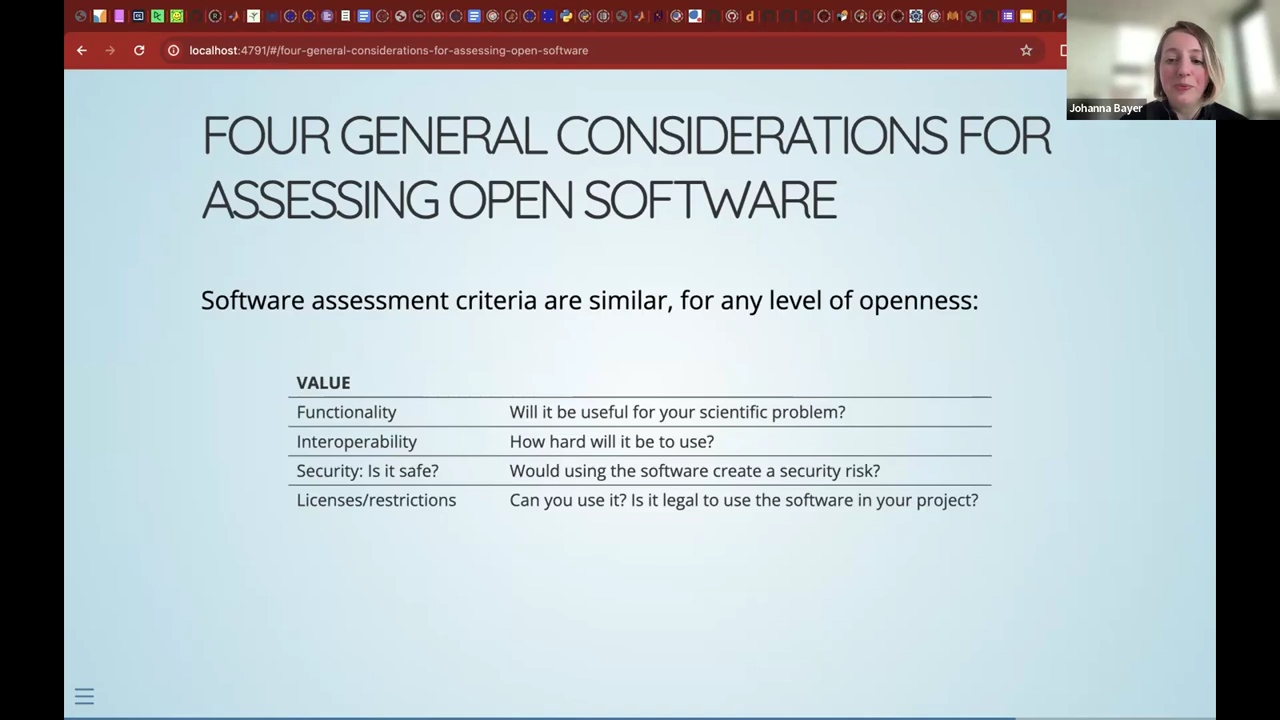 localhost:4791/#/four-general-considerations-for-assessing-open-software
Johanna Bayer
FOUR GENERAL CONSIDERATIONS FOR
ASSESSING OPEN SOFTWARE
Software assessment criteria are similar, for any level of openness:
VALUE
Functionality Will it be useful for your scientific problem?
Interoperability How hard will it be to use?
Security: Is it safe? Would using the software create a security risk?
Licenses/restrictions Can you use it? Is it legal to use the software in your project?